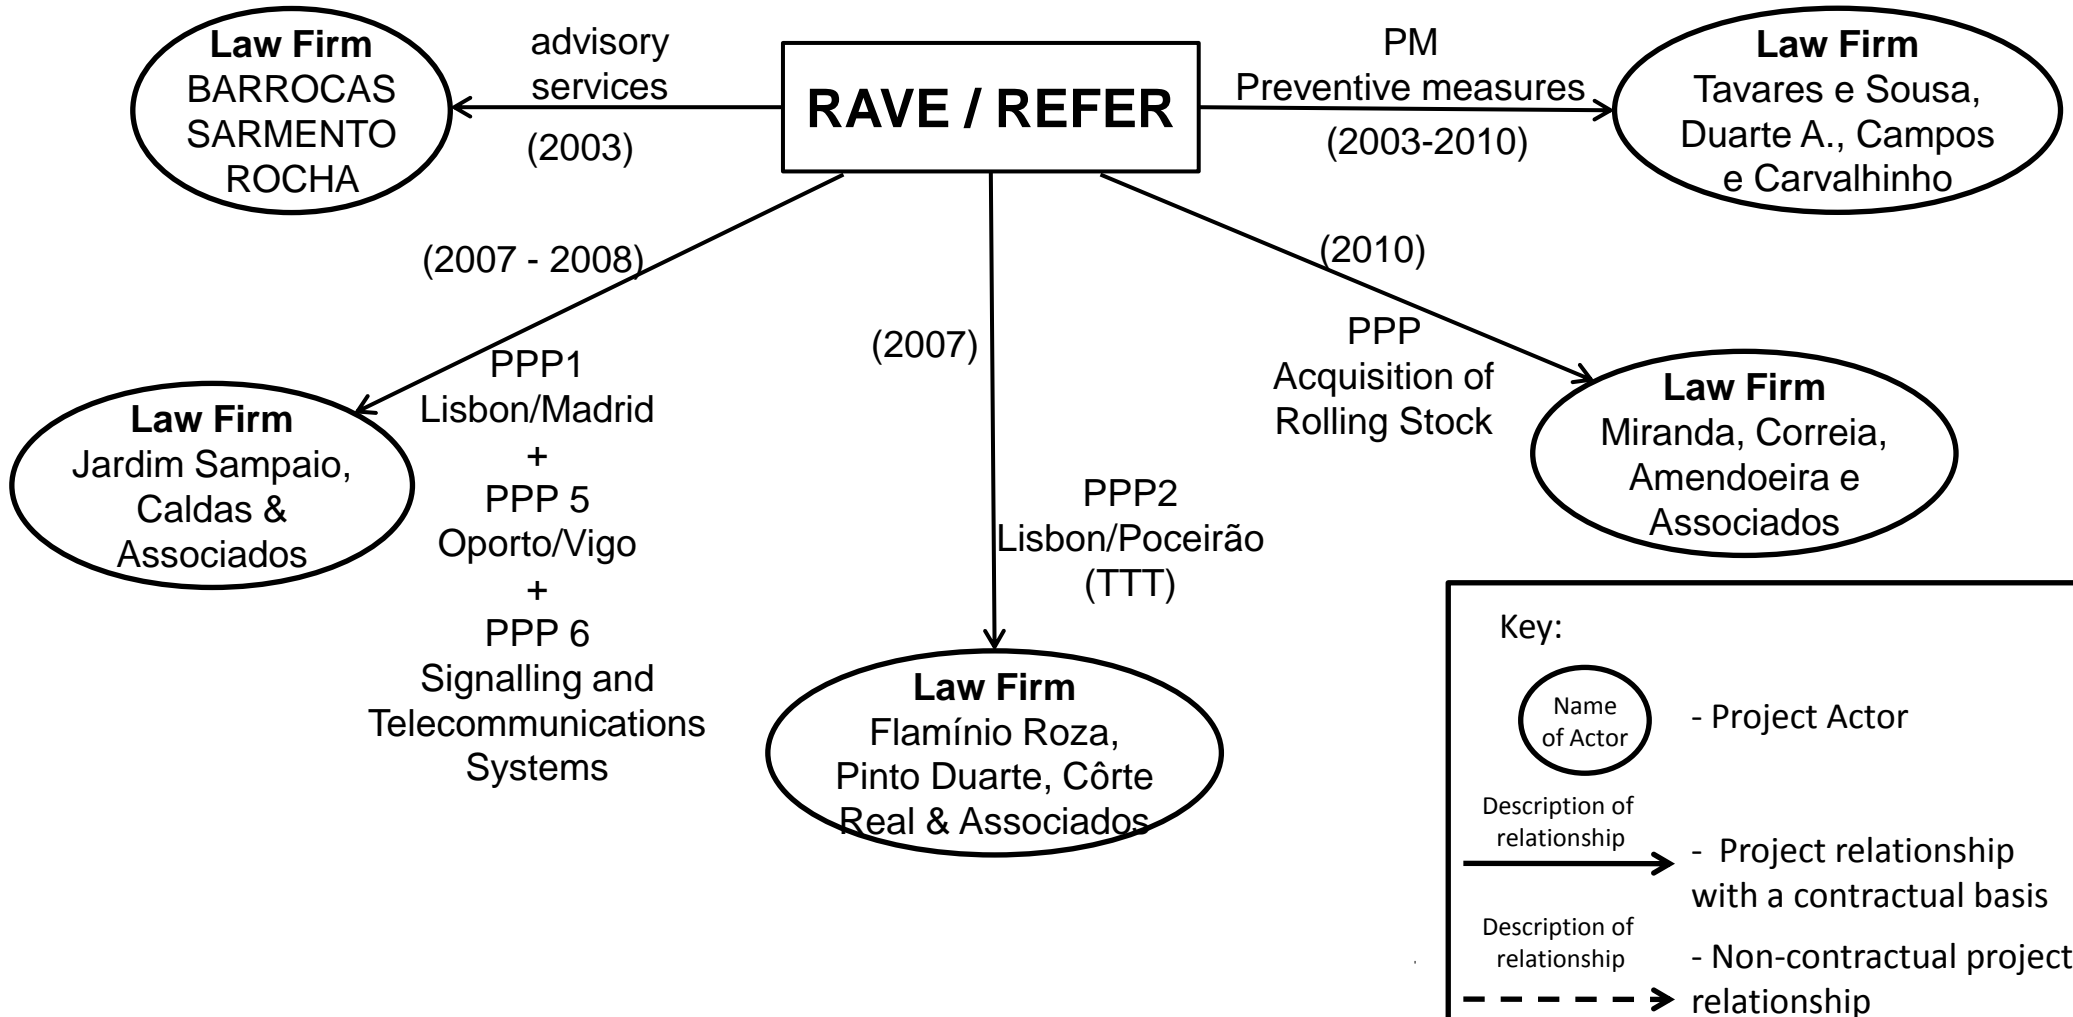 Law Firm
BARROCAS
SARMENTO
ROCHA
advisory
services
(2003)
RAVE / REFER
PM
Preventive measures
(2003-2010)
Law Firm
Tavares e Sousa,
Duarte A., Campos
e Carvalhinho
(2007 - 2008)
PPP1
Lisbon/Madrid
+
PPP 5
Oporto/Vigo
+
PPP 6
Signalling and
Telecommunications
Systems
Law Firm
Jardim Sampaio,
Caldas &
Associados
(2007)
PPP2
Lisbon/Poceirão
(TTT)
Law Firm
Flamínio Roza,
Pinto Duarte, Côrte
Real & Associados
(2010)
PPP
Acquisition of
Rolling Stock
Law Firm
Miranda, Correia,
Amendoeira e
Associados
Key:
Name
of Actor
- Project Actor
Description of
relationship
- Project relationship
with a contractual basis
Description of
relationship
- Non-contractual project
relationship